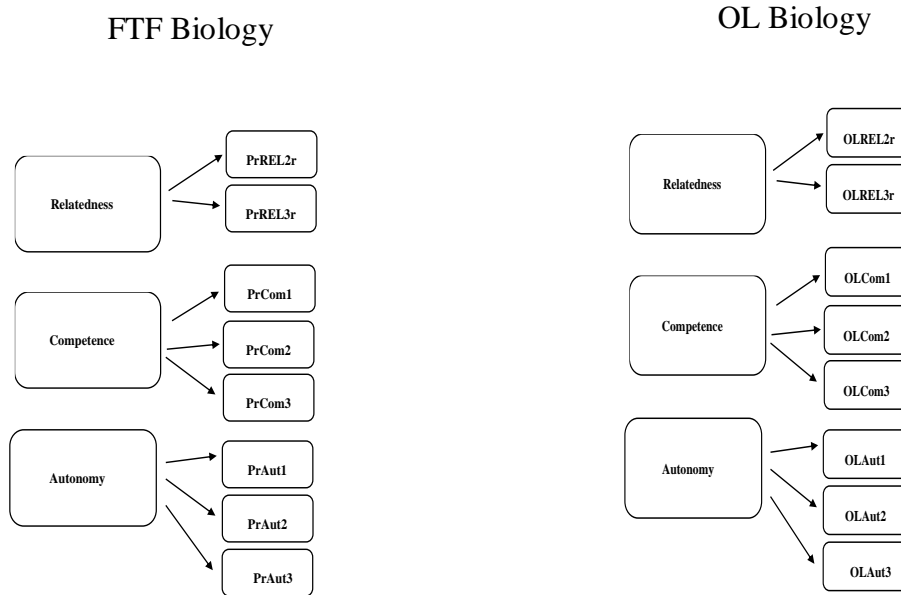 FTF Biology
Relatedness
PrREL2r
PrREL3r
Competence
PrCom1
PrCom2
PrCom3
Autonomy
PrAut1
PrAut2
PrAut3
OL Biology
Relatedness
OLREL2r
OLREL3r
Competence
OLCom1
OLCom2
OLCom3
Autonomy
OLAut1
OLAut2
OLAut3